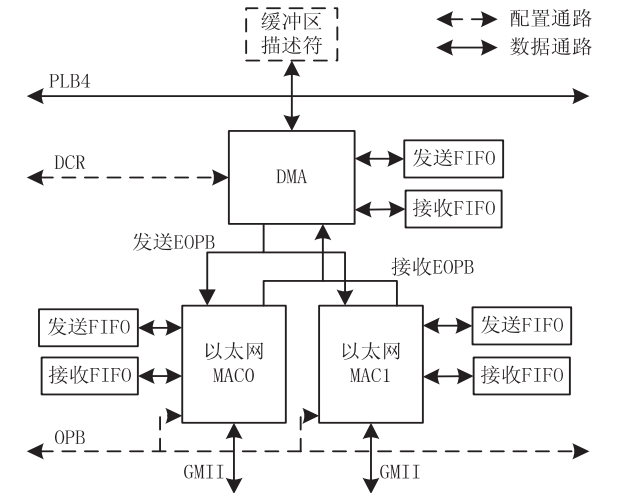 缓冲区
描述符
配置通路
数据通路
PLB4
DCR
DMA
发送FIFO
接收FIFO
发送EOPB
接收EOPB
发送FIFO
接收FIFO
以太网
MAC0
以太网
MAC1
发送FIFO
接收FIFO
OPB
GMII
GMII